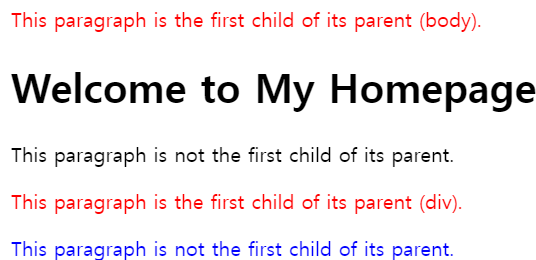 This paragraph is the first child of its parent (body).
Welcome to My Homepage
This paragraph is not the first child of its parent.
This paragraph is the first child of its parent (div).
This paragraph is not the first child of its parent.